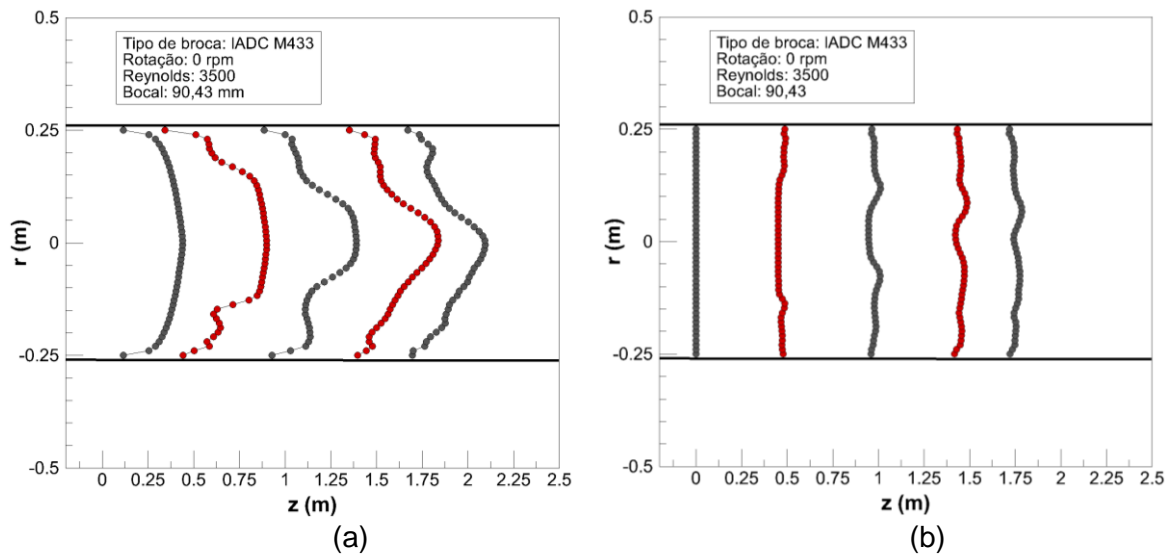 0.5
Tipo de broca: IADC M433
Rotação: 0 rpm
Reynolds: 3500
Bocal: 90,43 mm
0.25
r (m)
0
-0.25
-0.5
0 0.25 0.5 0.75 1 1.25 1.5 1.75 2 2.25 2.5
z (m)
(a)
0.5
Tipo de broca: IADC M433
Rotação: 0 rpm
Reynolds: 3500
Bocal: 90,43
0.25
r (m)
0
-0.25
-0.5
0 0.25 0.5 0.75 1 1.25 1.5 1.75 2 2.25 2.5
z (m)
(b)